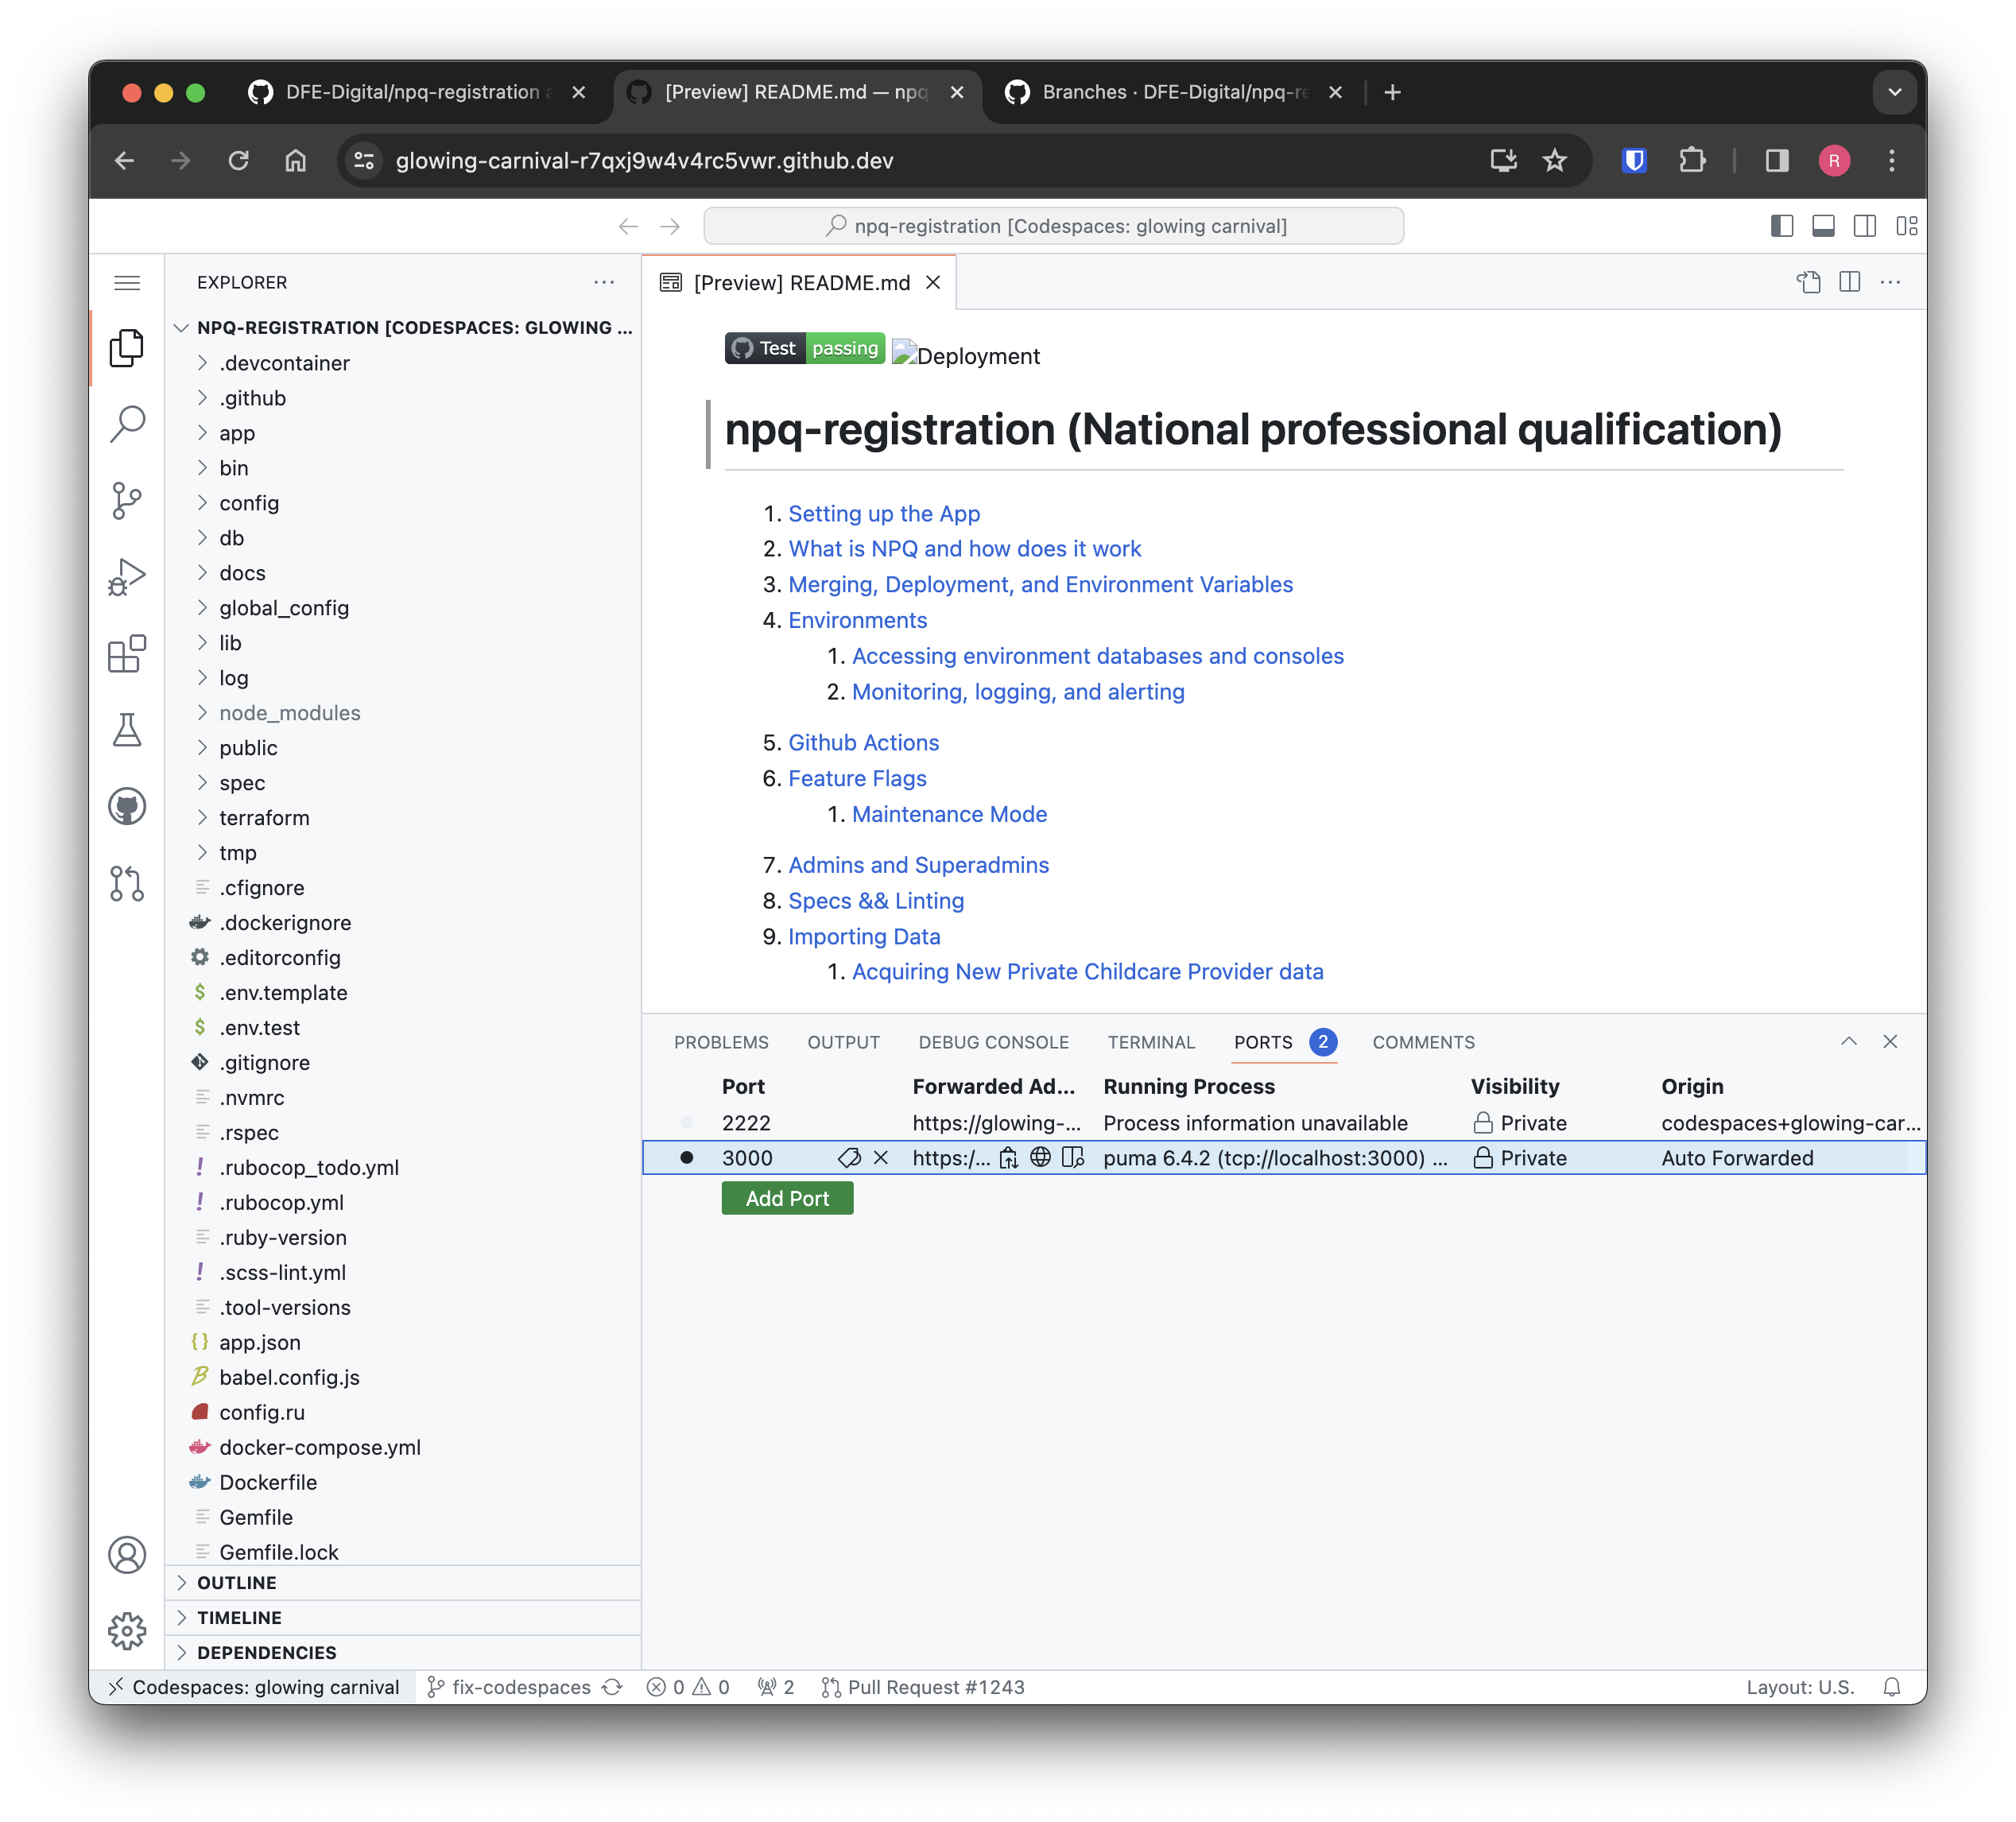 DFE-Digital/npq-registration a
[Preview] README.md — npq
Branches · DFE-Digital/npq-re
glowing-carnival-r7qxj9w4v4rc5vwr.github.dev
R
npq-registration [Codespaces: glowing carnival]
EXPLORER
NPQ-REGISTRATION [CODESPACES: GLOWING ...
.devcontainer
.github
app
bin
config
db
docs
global_config
lib
log
node_modules
public
spec
terraform
tmp
.cfignore
.dockerignore
.editorconfig
$ .env.template
$ .env.test
.gitignore
.nvmrc
.rspec
! .rubocop_todo.yml
! .rubocop.yml
.ruby-version
! .scss-lint.yml
.tool-versions
{} app.json
babel.config.js
config.ru
docker-compose.yml
Dockerfile
Gemfile
Gemfile.lock
OUTLINE
TIMELINE
DEPENDENCIES
[Preview] README.md
Test passing Deployment
npq-registration (National professional qualification)
1. Setting up the App
2. What is NPQ and how does it work
3. Merging, Deployment, and Environment Variables
4. Environments
1. Accessing environment databases and consoles
2. Monitoring, logging, and alerting
5. Github Actions
6. Feature Flags
1. Maintenance Mode
7. Admins and Superadmins
8. Specs && Linting
9. Importing Data
1. Acquiring New Private Childcare Provider data
PROBLEMS OUTPUT DEBUG CONSOLE TERMINAL PORTS 2 COMMENTS
Port Forwarded Ad... Running Process Visibility Origin
2222 https://glowing-... Process information unavailable Private codespaces+glowing-car...
3000 https:/... puma 6.4.2 (tcp://localhost:3000) ... Private Auto Forwarded
Add Port
Codespaces: glowing carnival fix-codespaces 0 0 2 Pull Request #1243 Layout: U.S.